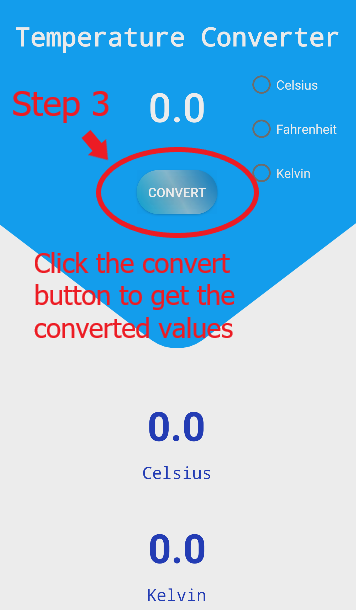 Temperature Converter
Step 3
0.0
Celsius
Fahrenheit
Kelvin
CONVERT
Click the convert
button to get the
converted values
0.0
Celsius
0.0
Kelvin